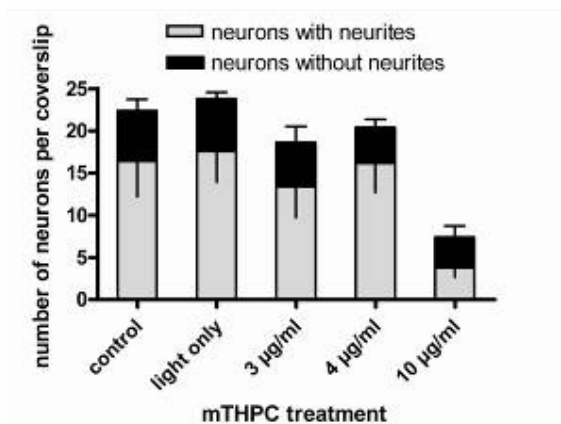 neurons with neurites
neurons without neurites
number of neurons per coverslip
25
20
15
10
5
0
control
light only
3 µg/ml
4 µg/ml
10 µg/ml
mTHPC treatment